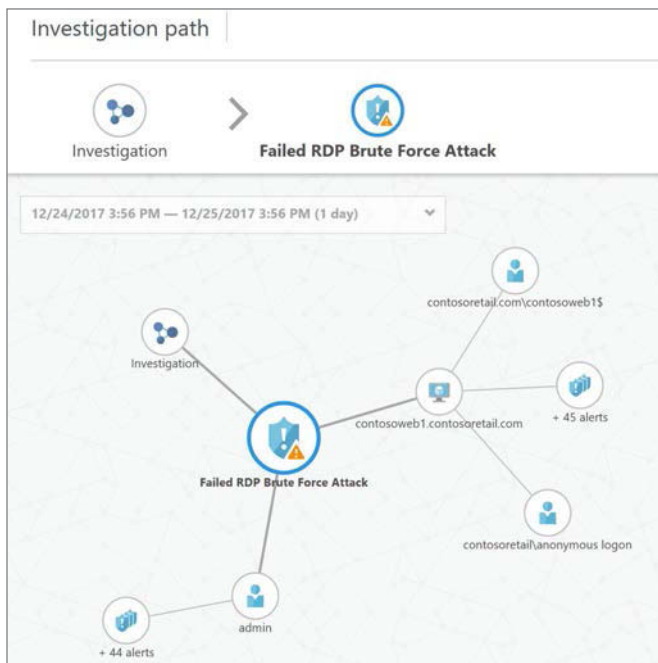 Investigation path
Investigation
Failed RDP Brute Force Attack
12/24/2017 3:56 PM — 12/25/2017 3:56 PM (1 day)
contosoretail.com\contosoweb1$
Investigation
+ 45 alerts
contosoweb1.contosoretail.com
Failed RDP Brute Force Attack
contosoretail\anonymous logon
admin
+ 44 alerts